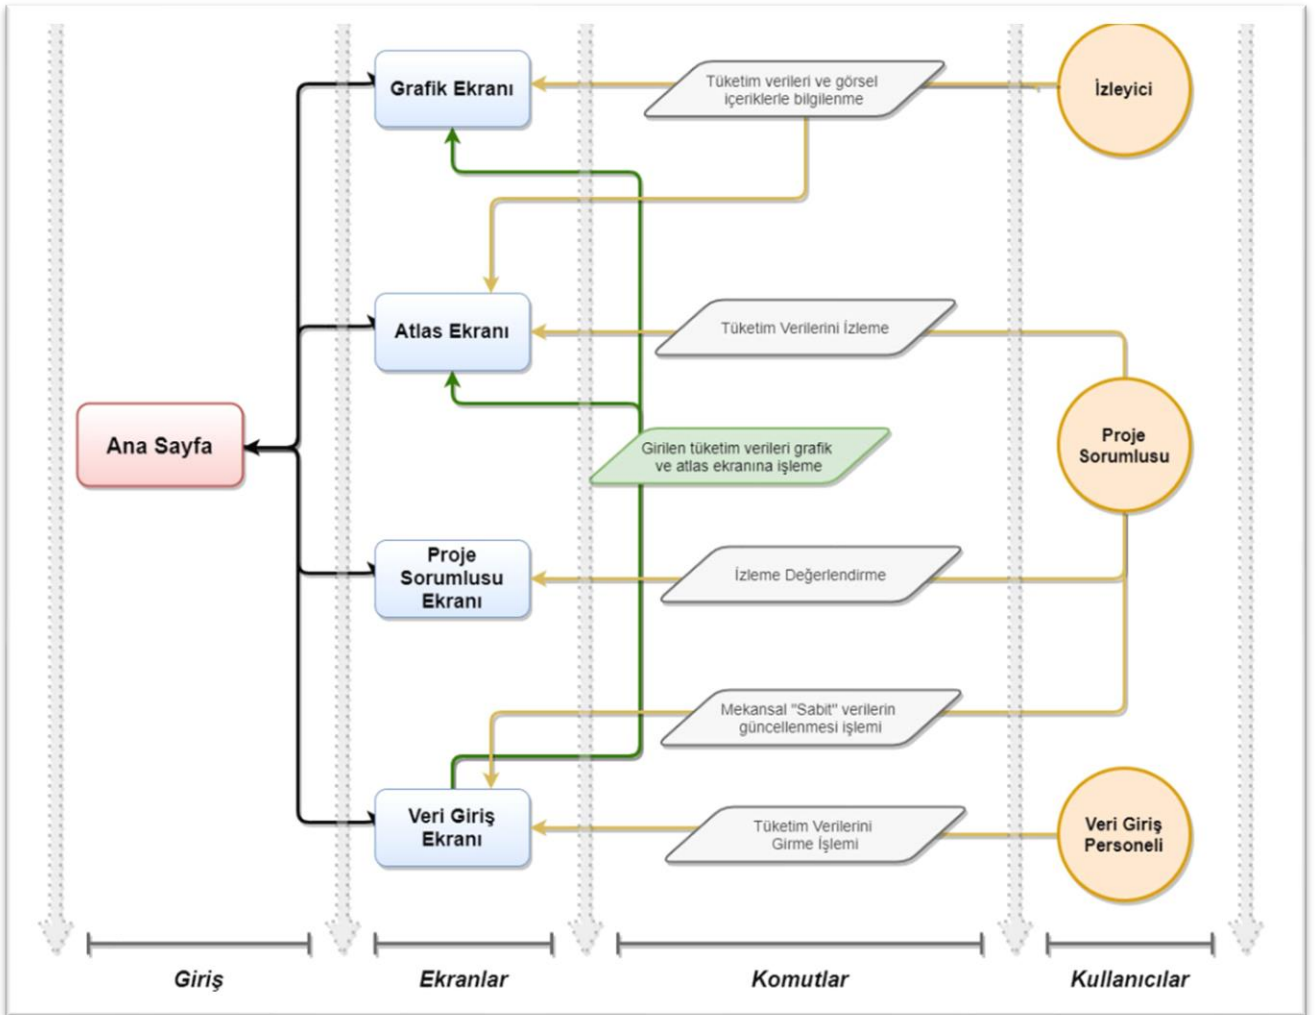 Grafik Ekranı
Tüketim verileri ve görsel
içeriklerle bilgilenme
İzleyici
Atlas Ekranı
Tüketim Verilerini İzleme
Ana Sayfa
Girilen tüketim verileri grafik
ve atlas ekranına işleme
Proje
Sorumlusu
Proje
Sorumlusu
Ekranı
İzleme Değerlendirme
Mekansal "Sabit" verilerin
güncellenmesi işlemi
Veri Giriş
Ekranı
Tüketim Verilerini
Girme İşlemi
Veri Giriş
Personeli
Giriş
Ekranlar
Komutlar
Kullanıcılar